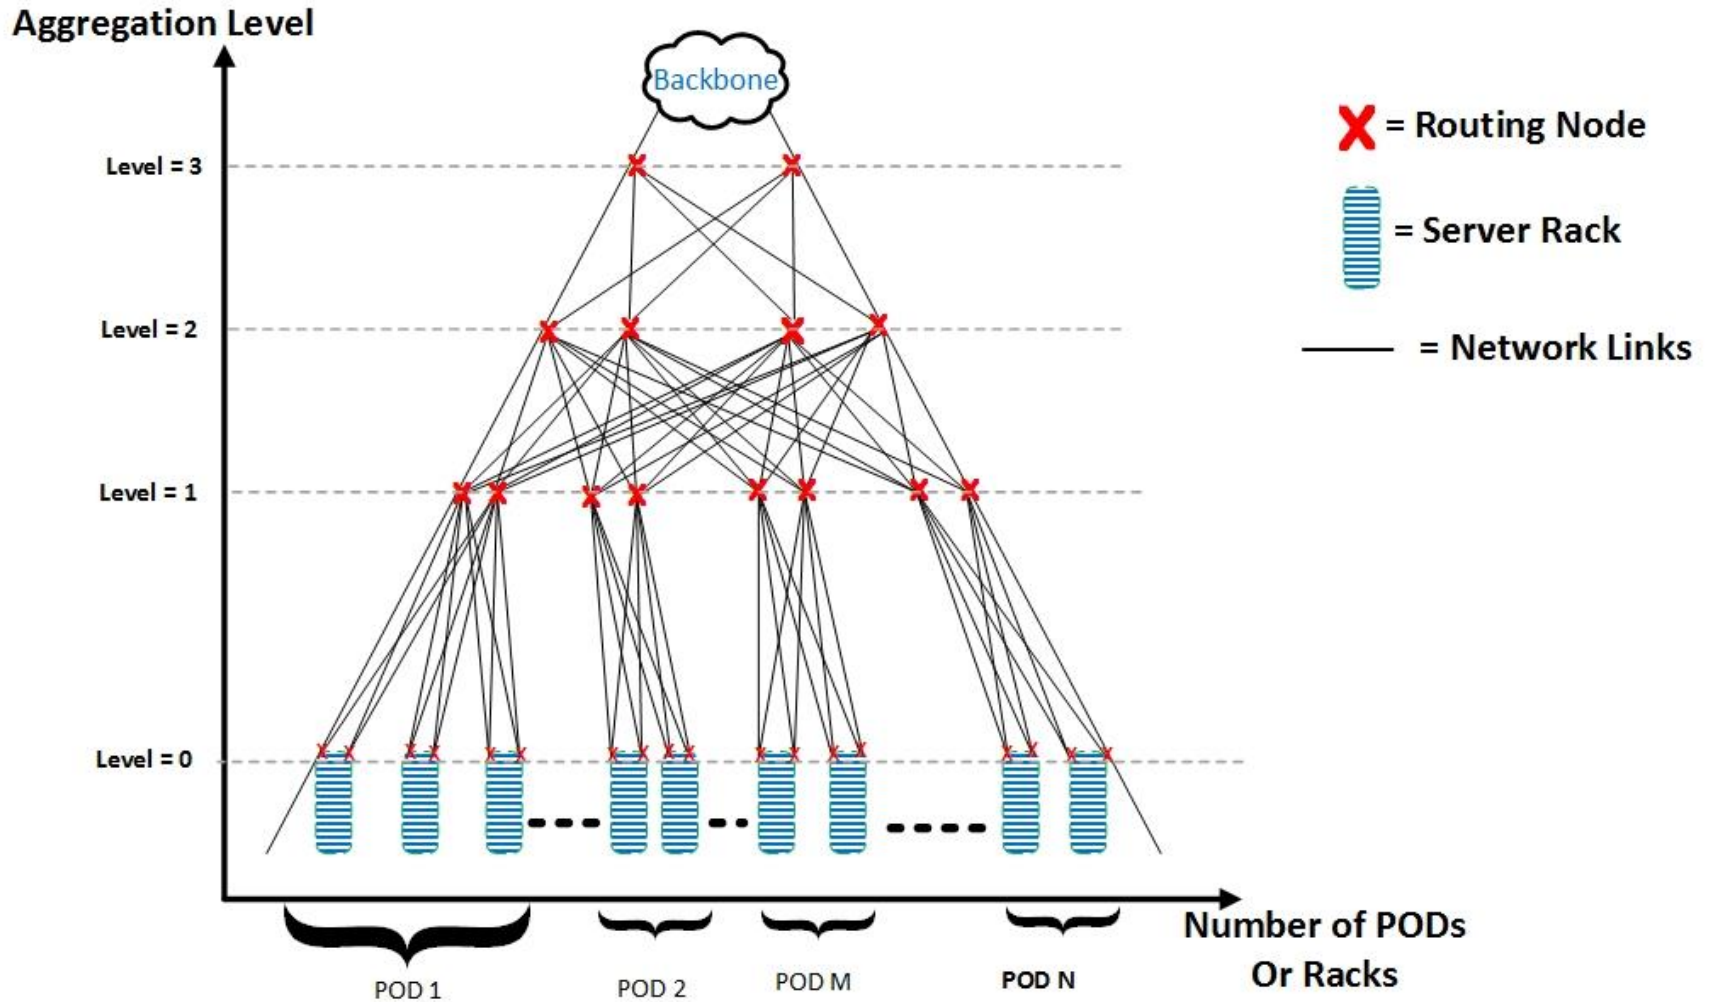 Aggregation Level
Backbone
Level = 3
Level = 2
Level = 1
Level = 0
= Routing Node
= Server Rack
= Network Links
Number of PODs
Or Racks
POD 1
POD 2
POD M
POD N